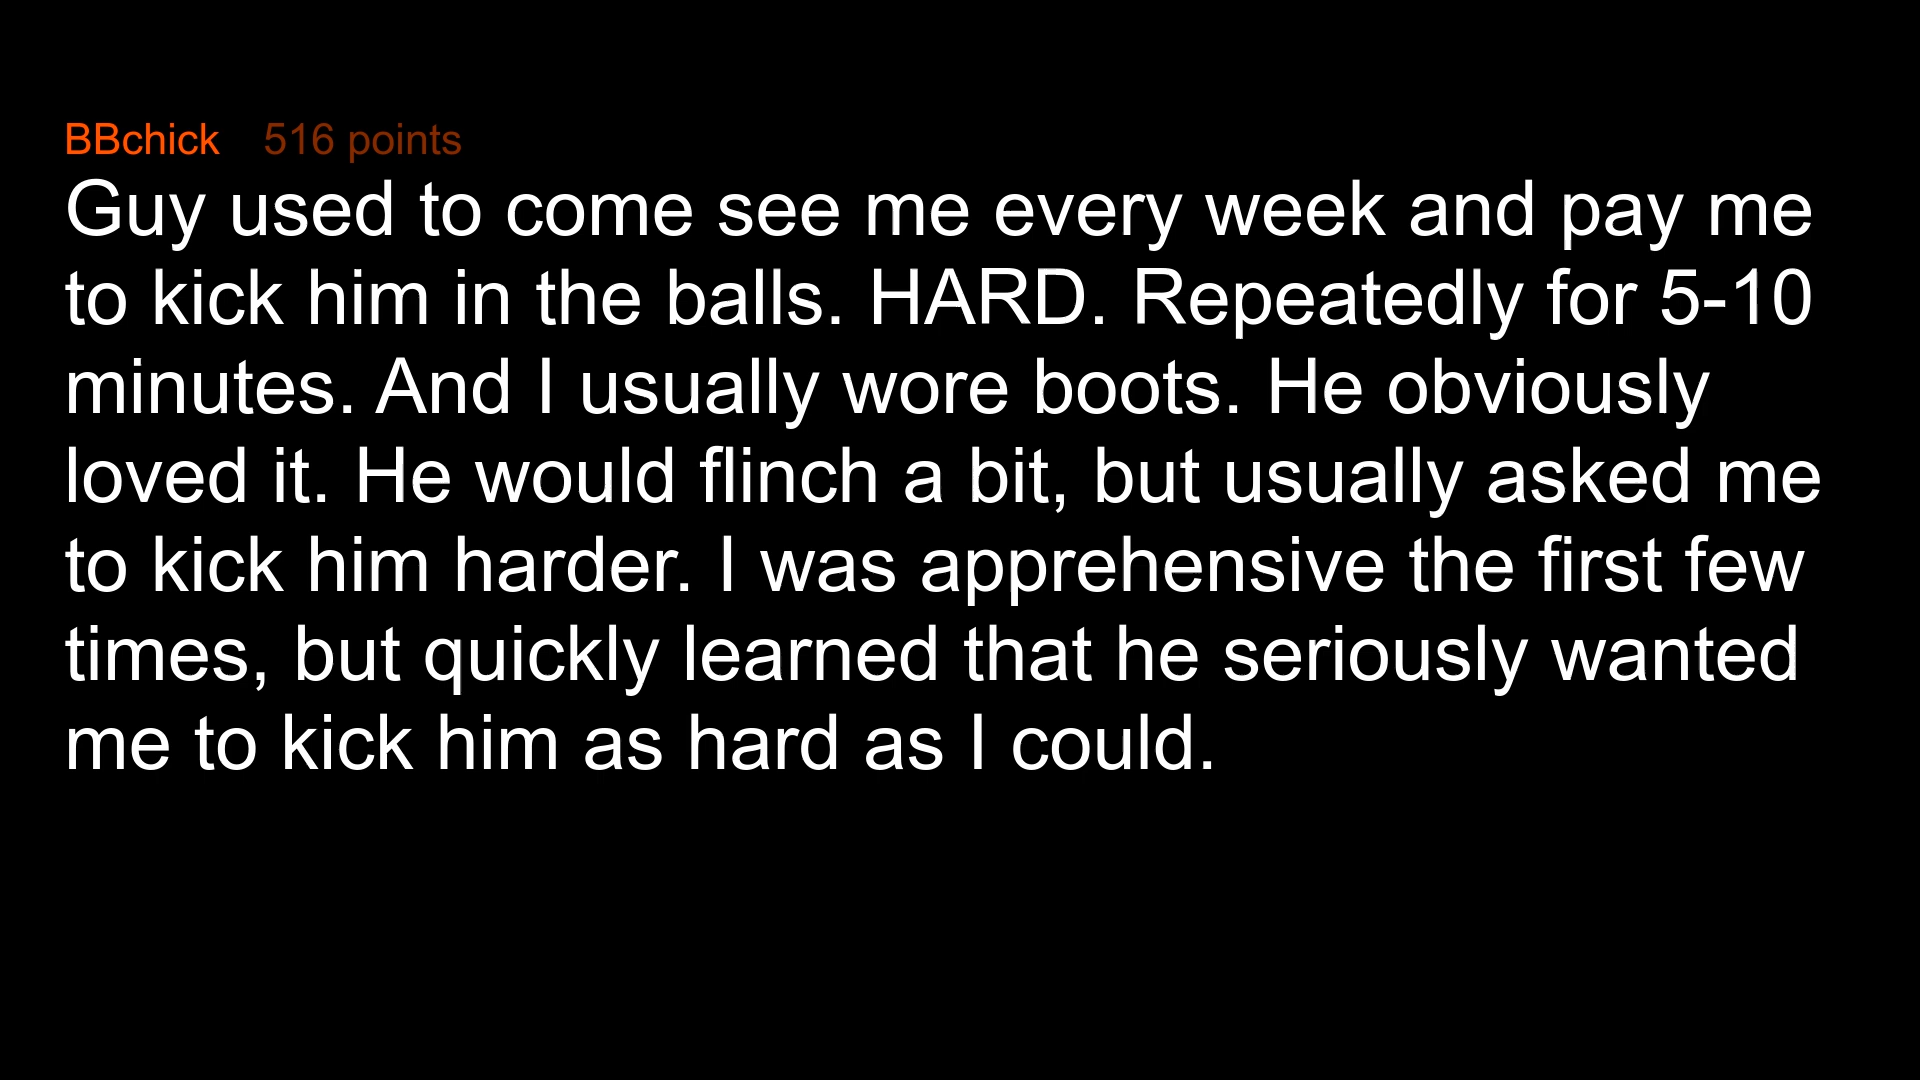 BBchick 516 points
Guy used to come see me every week and pay me
to kick him in the balls. HARD. Repeatedly for 5-10
minutes. And I usually wore boots. He obviously
loved it. He would flinch a bit, but usually asked me
to kick him harder. I was apprehensive the first few
times, but quickly learned that he seriously wanted
me to kick him as hard as I could.